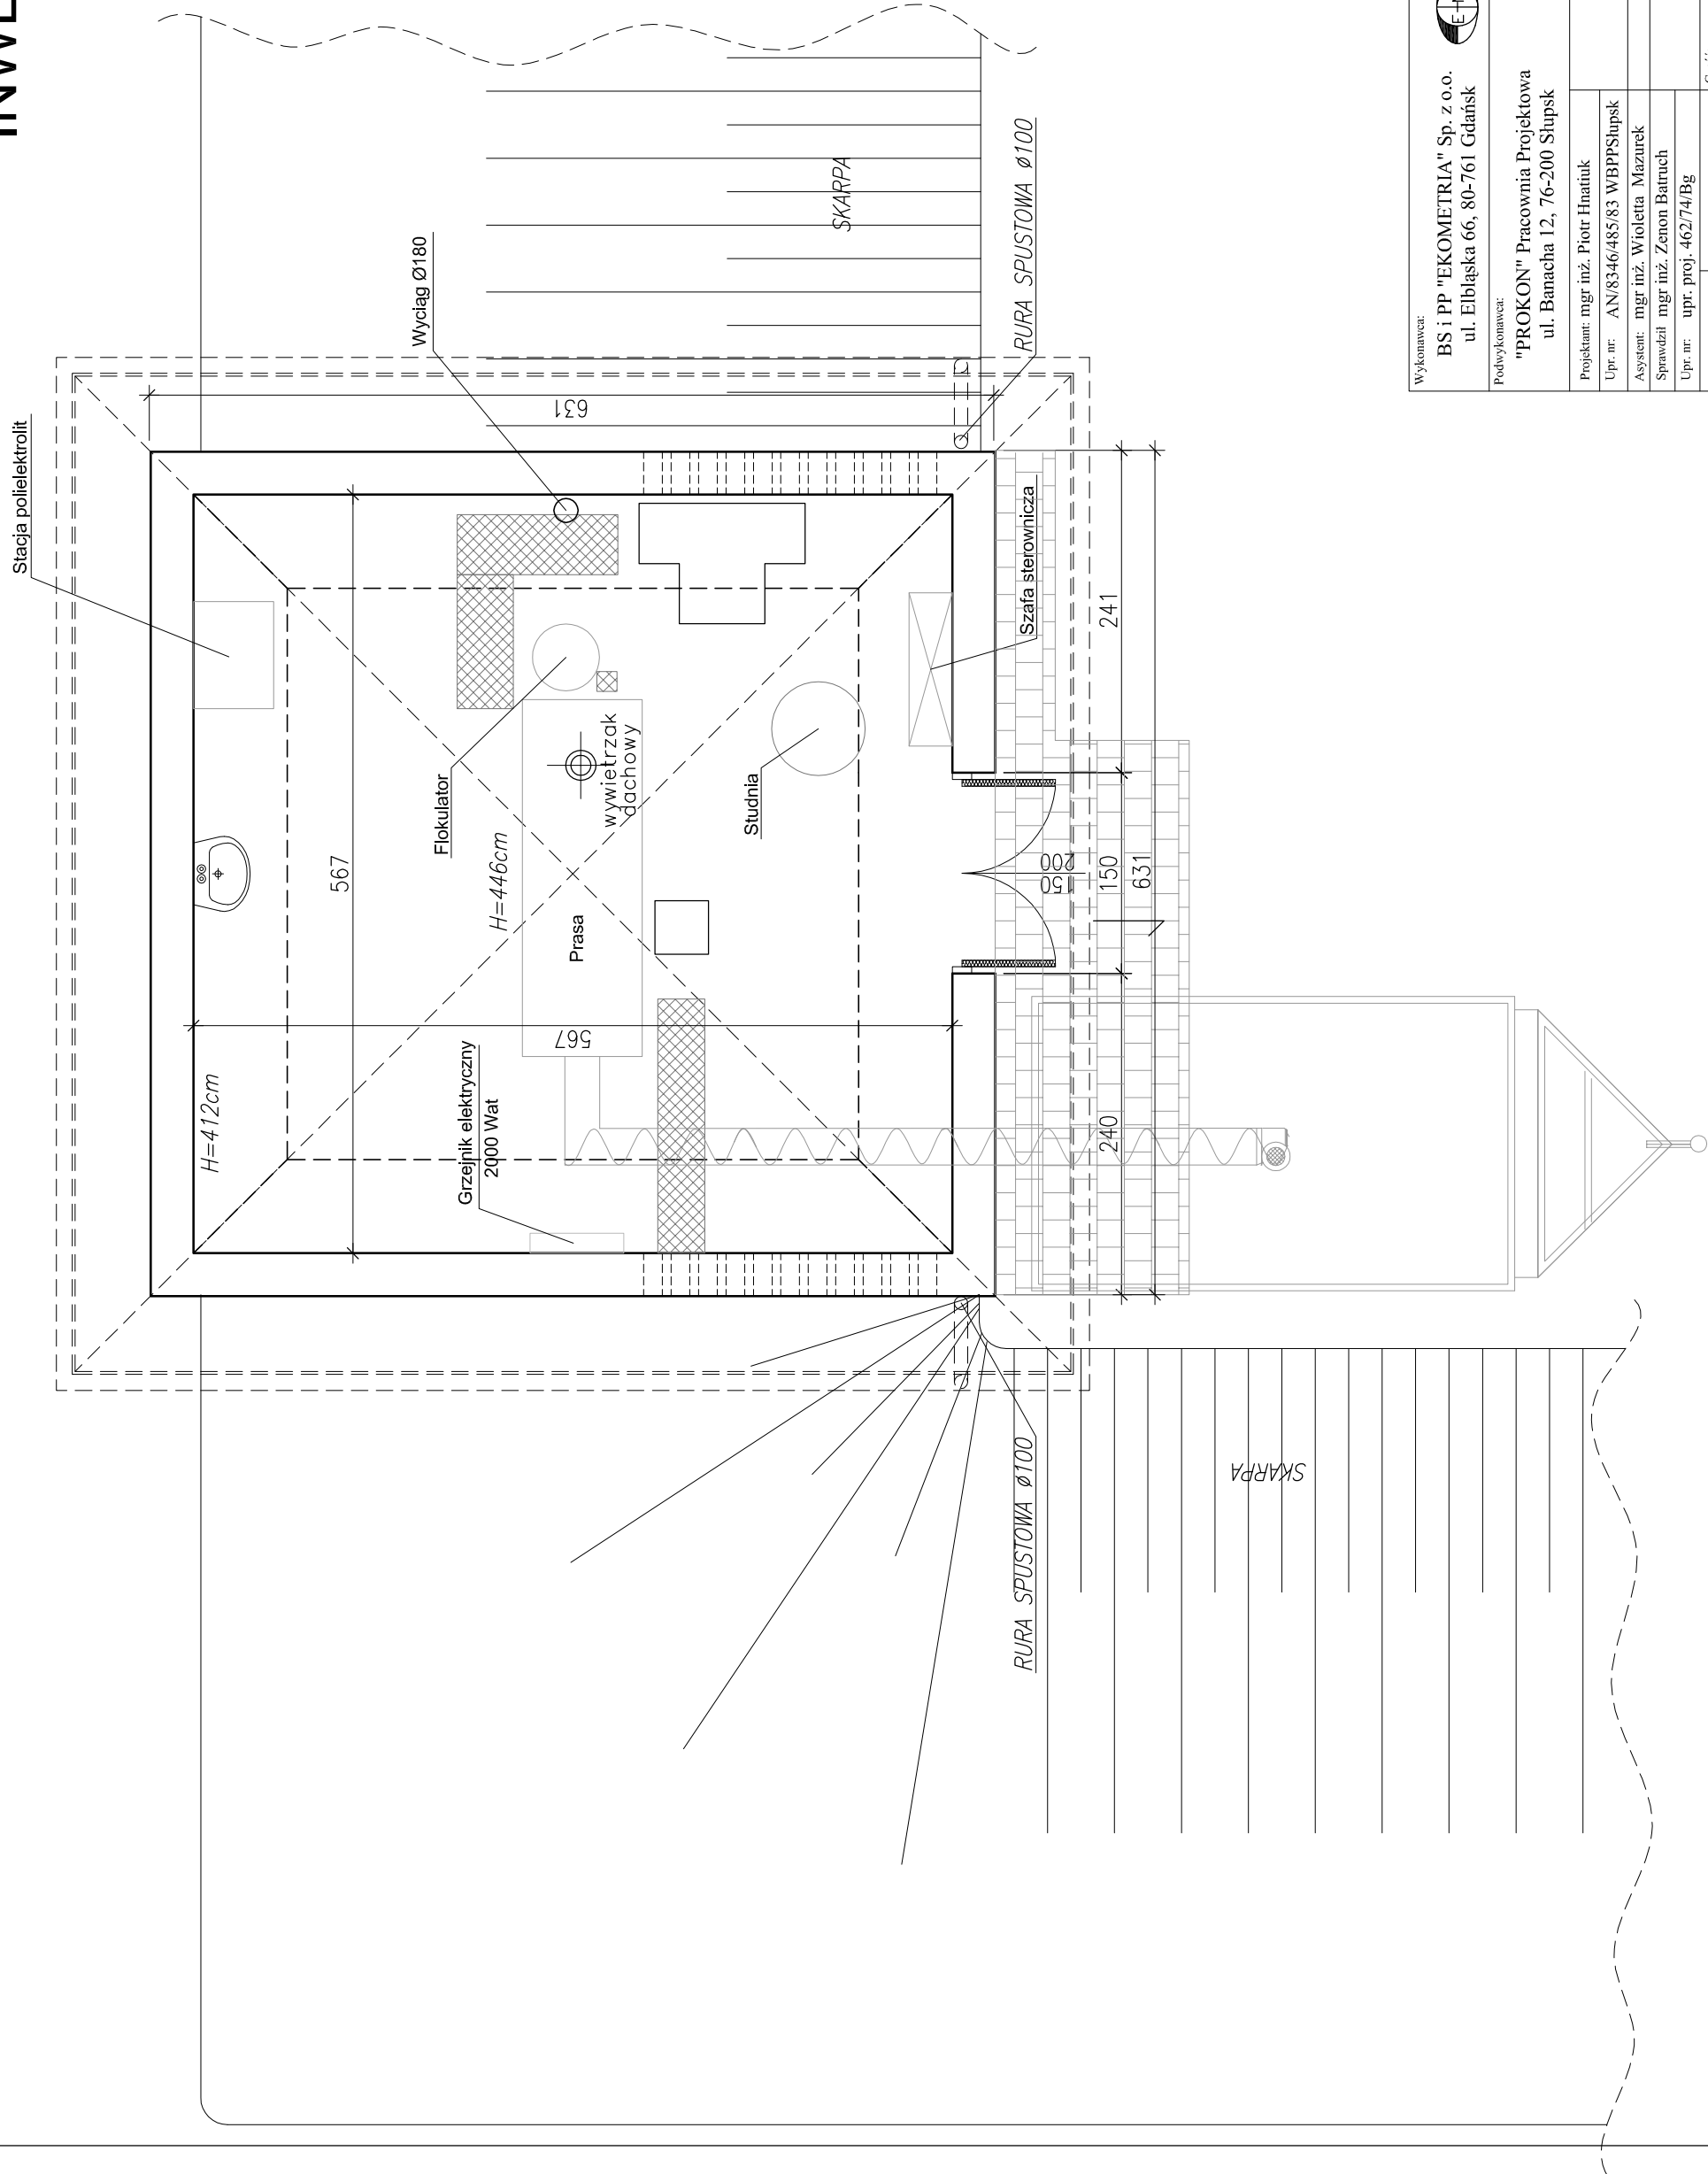 Stacja polielektrolit
Wyciąg Ø180
SKARPA
RURA SPUSTOWA ø100
631
567
H=446cm
H=412cm
Flokulator
wywietrzak
dachowy
Prasa
Studnia
Szafa sterownicza
567
Grzejnik elektryczny
2000 Wat
241
150
200
150
631
240
RURA SPUSTOWA ø100
SKARPA
Wykonawca:
BS i PP "EKOMETRIA" Sp. z o.o.
ul. Elbląska 66, 80-761 Gdańsk
Podwykonawca:
"PROKON" Pracownia Projektowa
ul. Banacha 12, 76-200 Słupsk
Projektant: mgr inż. Piotr Hnatiuk
Upr. nr: AN/8346/485/83 WBPPSłupsk
Asystent: mgr inż. Wioletta Mazurek
Sprawdził mgr inż. Zenon Batruch
Upr. nr: upr. proj. 462/74/Bg